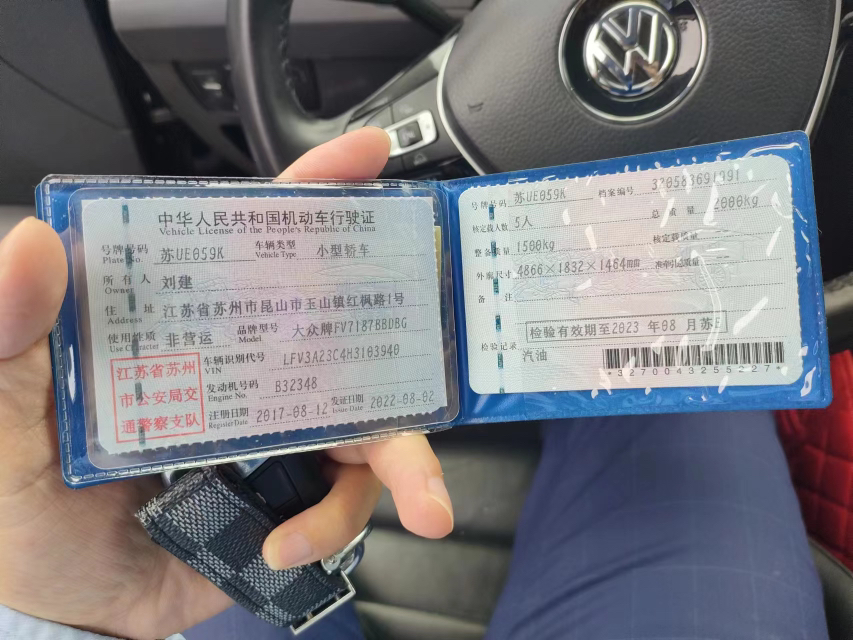 中华人民共和国机动车行驶证
Vehicle License of the People's Republic of China
号牌号码 苏UE059K 车辆类型 小型轿车
Plate No. Vehicle Type
所有人 刘建
Owner
住址 江苏省苏州市昆山市玉山镇红枫路1号
Address
使用性质 非营运 品牌型号 大众牌FV7187BBDBG
Use Character Model
江苏省苏州
市公安局交
通警察支队
车辆识别代号 LFV3A23C4H3103940
VIN
发动机号码 B32348
Engine No.
注册日期 2017-08-12 发证日期 2022-08-02
Register Date Issue Date
号牌号码 苏UE059K 档案编号 320583691991
核定载人数 5人 总质量 2000kg
整备质量 1500kg 核定载质量
外廓尺寸 4866×1832×1464mm 准牵引总质量
备注
检验有效期至2023年08月苏E
检验记录
汽油
*3270043255227*